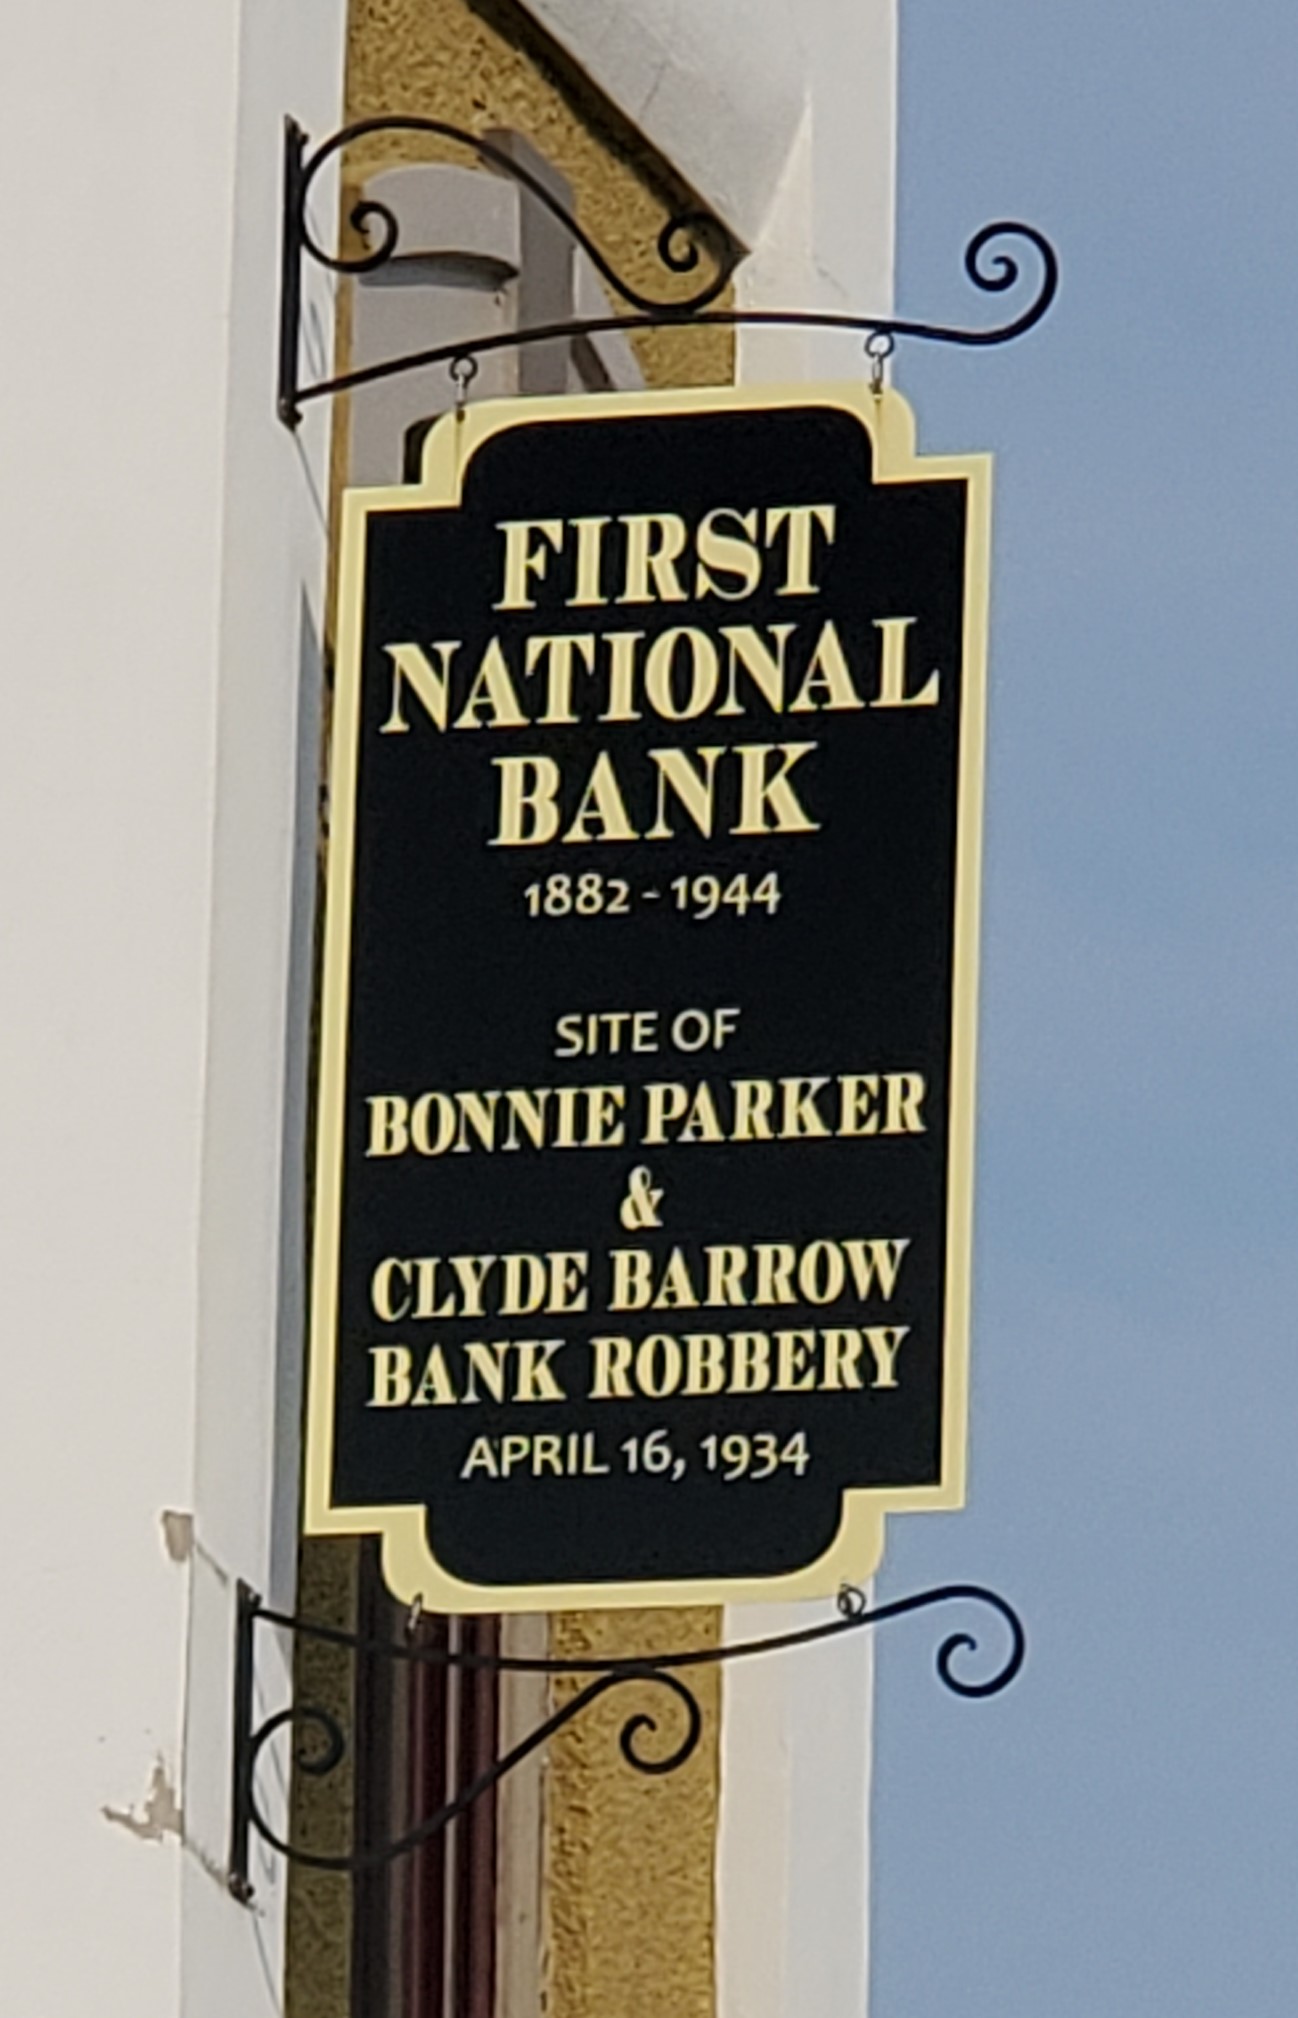 FIRST
NATIONAL
BANK
1882 - 1944
SITE OF
BONNIE PARKER
&
CLYDE BARROW
BANK ROBBERY
APRIL 16, 1934